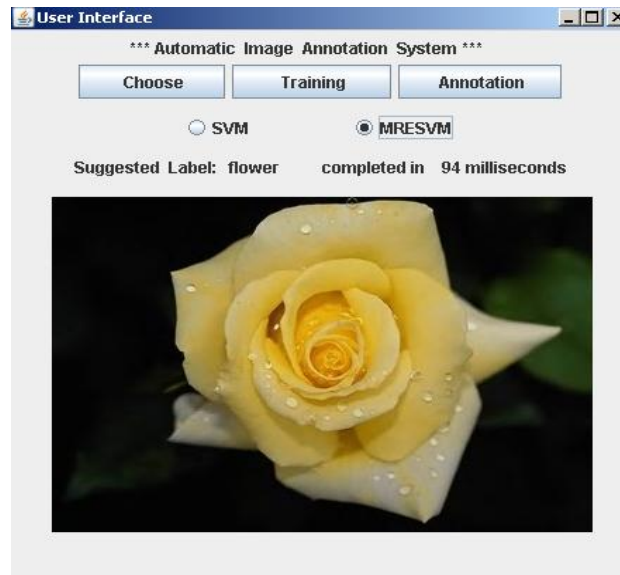 User Interface
*** Automatic Image Annotation System ***
Choose Training Annotation
SVM MRESVM
Suggested Label: flower completed in 94 milliseconds